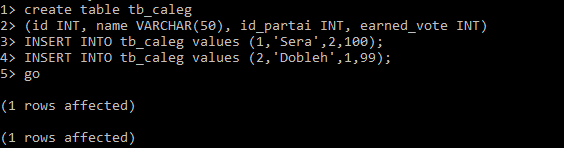 1> create table tb_caleg
2> (id INT, name VARCHAR(50), id_partai INT, earned_vote INT)
3> INSERT INTO tb_caleg values (1,'Sera',2,100);
4> INSERT INTO tb_caleg values (2,'Dobleh',1,99);
5> go
(1 rows affected)
(1 rows affected)